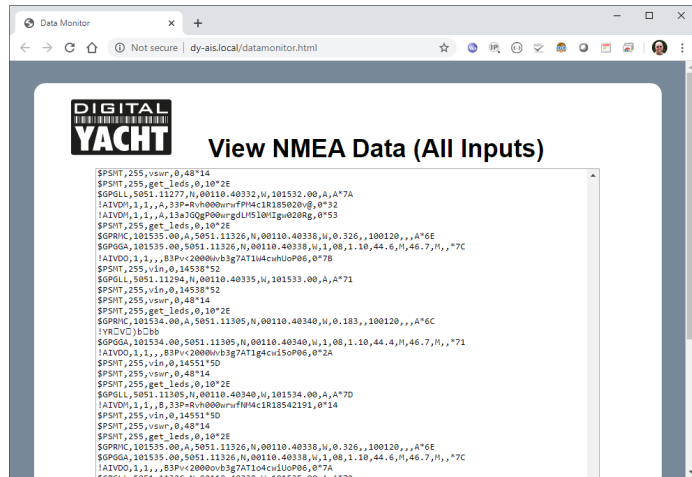 Data Monitor
Not secure | dy-ais.local/datamonitor.html
DIGITAL
YACHT
View NMEA Data (All Inputs)
$PSMT,255,vswr,0,48*14
$PSMT,255,get_leds,0,10*2E
$GPGLL,5051.11277,N,00110.40332,W,101532.00,A,A*7A
!AIVDM,1,1,,A,33P=Rvh000wrwfPM4c1R185020v@,0*32
!AIVDM,1,1,,A,13aJGQgP00wrgdLM5l0MIgw020Rg,0*53
$PSMT,255,get_leds,0,10*2E
$GPRMC,101535.00,A,5051.11326,N,00110.40338,W,0.326,,100120,,,A*6E
$GPGGA,101535.00,5051.11326,N,00110.40338,W,1,08,1.10,44.6,M,46.7,M,,*7C
!AIVDO,1,1,,,B3Pv<2000Wvb3g7AT1W4cwhUoP06,0*7B
$PSMT,255,vin,0,14538*52
$GPGLL,5051.11294,N,00110.40335,W,101533.00,A,A*71
$PSMT,255,vin,0,14538*52
$PSMT,255,vswr,0,48*14
$PSMT,255,get_leds,0,10*2E
$GPRMC,101534.00,A,5051.11305,N,00110.40340,W,0.183,,100120,,,A*6C
!YR□V□)b□bb
$GPGGA,101534.00,5051.11305,N,00110.40340,W,1,08,1.10,44.4,M,46.7,M,,*71
!AIVDO,1,1,,,B3Pv<2000Wvb3g7AT1g4cwi5oP06,0*2A
$PSMT,255,vin,0,14551*5D
$PSMT,255,vswr,0,48*14
$PSMT,255,get_leds,0,10*2E
$GPGLL,5051.11305,N,00110.40340,W,101534.00,A,A*7D
!AIVDM,1,1,,B,33P=Rvh000wrwfNM4c1R18542191,0*14
$PSMT,255,vin,0,14551*5D
$PSMT,255,vswr,0,48*14
$PSMT,255,get_leds,0,10*2E
$GPRMC,101535.00,A,5051.11326,N,00110.40338,W,0.326,,100120,,,A*6E
$GPGGA,101535.00,5051.11326,N,00110.40338,W,1,08,1.10,44.6,M,46.7,M,,*7C
!AIVDO,1,1,,,B3Pv<2000ovb3g7AT1o4cwiUoP06,0*7A